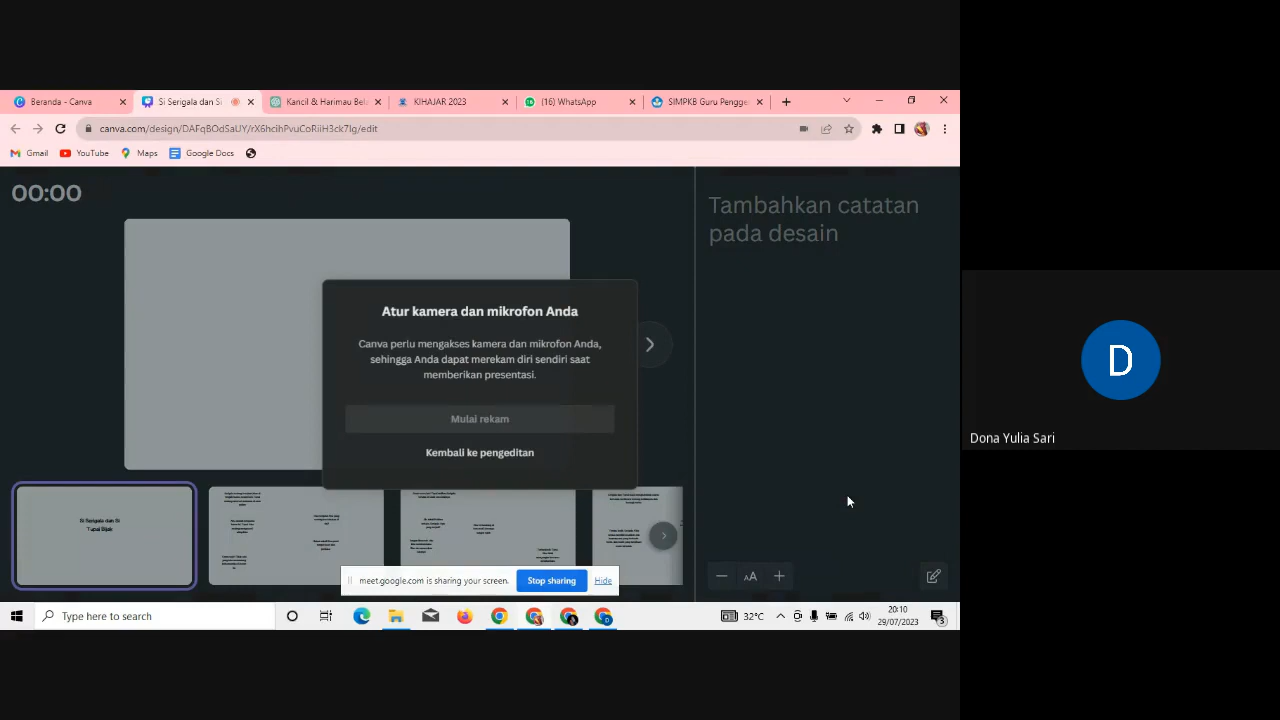 Beranda - Canva
Si Serigala dan Si
Kancil & Harimau Bela
KIHAJAR 2023
(16) WhatsApp
SIMPKB Guru Pengge
canva.com/design/DAFqBOdSaUY/rX6hcihPvuCoRiIH3ck7lg/edit
Gmail
YouTube
Maps
Google Docs
00:00
Tambahkan catatan
pada desain
Atur kamera dan mikrofon Anda
Canva perlu mengakses kamera dan mikrofon Anda,
sehingga Anda dapat merekam diri sendiri saat
memberikan presentasi.
Mulai rekam
Kembali ke pengeditan
Si Serigala dan Si
Tupai Bijak
meet.google.com is sharing your screen.
Stop sharing
Hide
AA
Type here to search
32°C
20:10
29/07/2023
3
D
Dona Yulia Sari